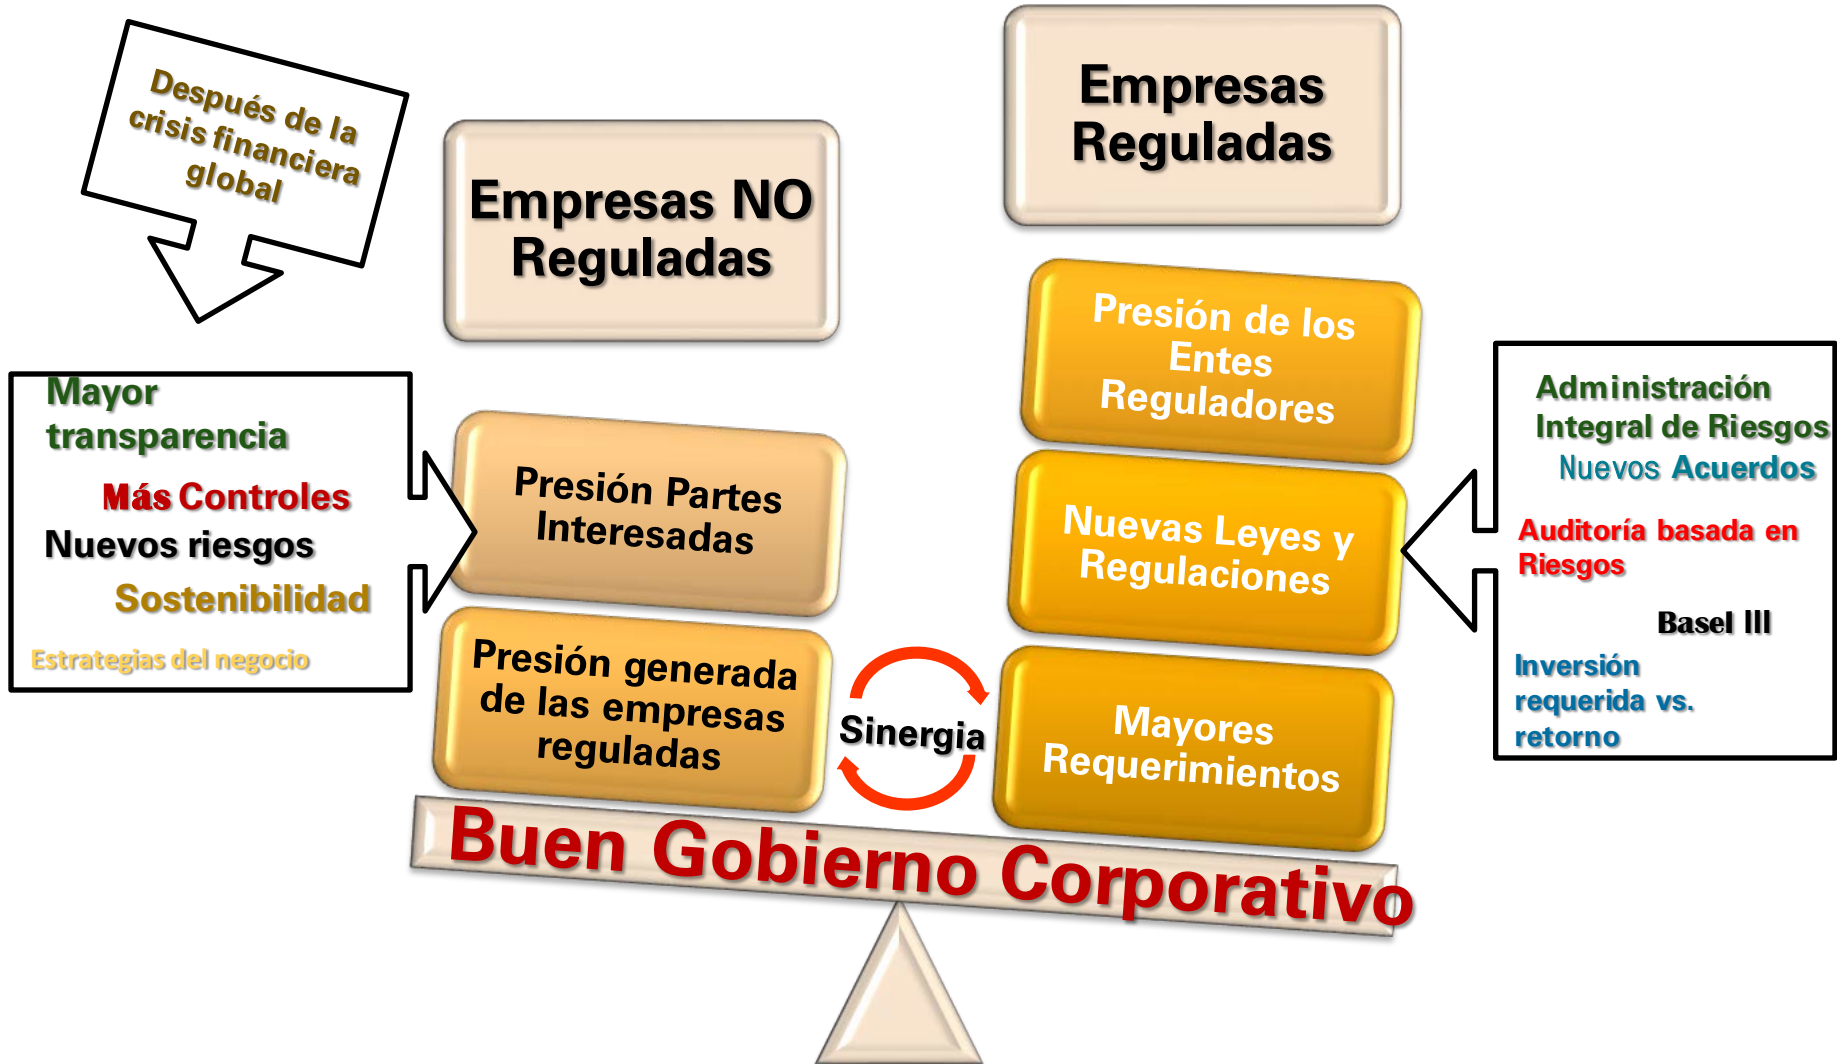 Después de la
crisis financiera
global
Empresas NO
Reguladas
Empresas
Reguladas
Mayor
transparencia
Más Controles
Nuevos riesgos
Sostenibilidad
Estrategias del negocio
Presión Partes
Interesadas
Presión generada
de las empresas
reguladas
Sinergia
Presión de los
Entes
Reguladores
Nuevas Leyes y
Regulaciones
Mayores
Requerimientos
Administración
Integral de Riesgos
Nuevos Acuerdos
Auditoría basada en
Riesgos
Basel III
Inversión
requerida vs.
retorno
Buen Gobierno Corporativo